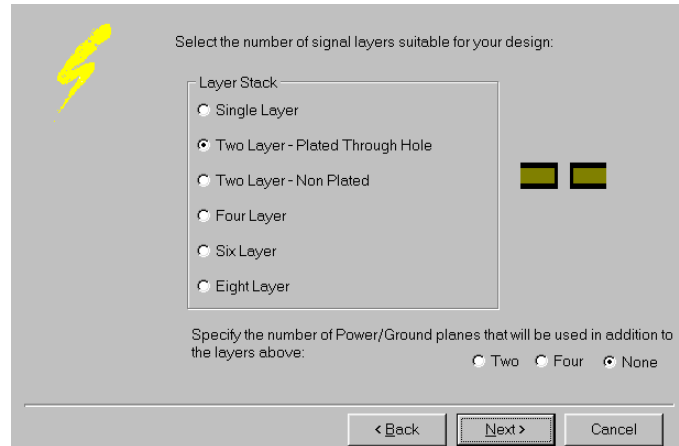 Select the number of signal layers suitable for your design:
Layer Stack
Single Layer
Two Layer - Plated Through Hole
Two Layer - Non Plated
Four Layer
Six Layer
Eight Layer
Specify the number of Power/Ground planes that will be used in addition to
the layers above:
Two Four None
< Back Next > Cancel